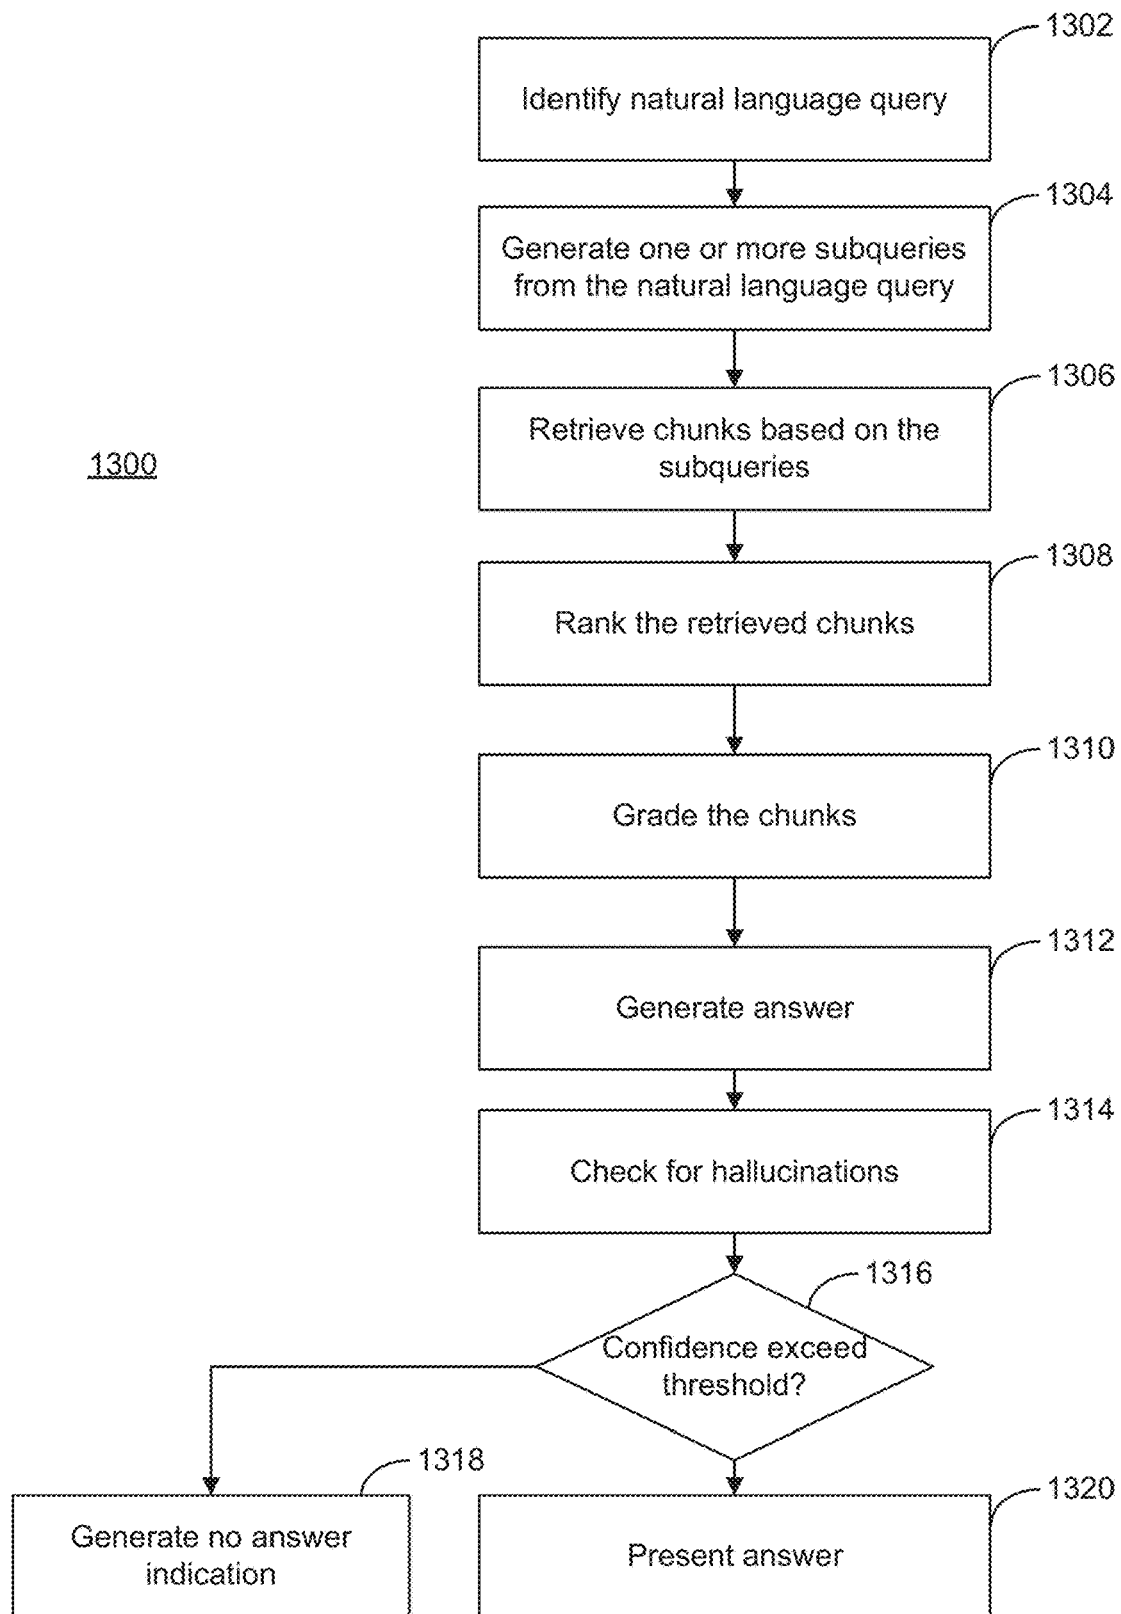 1302
Identify natural language query
1304
Generate one or more subqueries
from the natural language query
1306
Retrieve chunks based on the
subqueries
1300
1308
Rank the retrieved chunks
1310
Grade the chunks
1312
Generate answer
1314
Check for hallucinations
1316
Confidence exceed
threshold?
1318
Generate no answer
indication
1320
Present answer